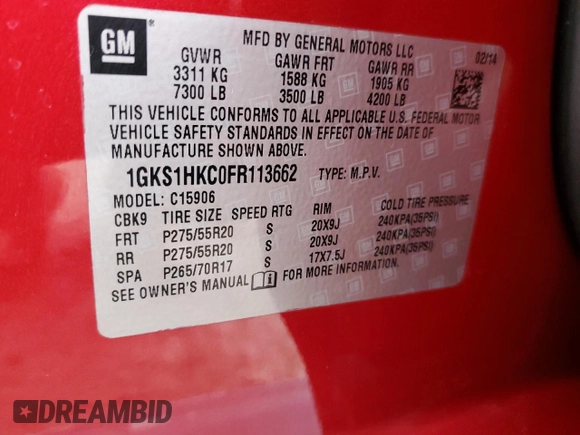 GM
MFD BY GENERAL MOTORS LLC 02/14
GVWR GAWR FRT GAWR RR
3311 KG 1588 KG 1905 KG
7300 LB 3500 LB 4200 LB
THIS VEHICLE CONFORMS TO ALL APPLICABLE U.S. FEDERAL MOTOR
VEHICLE SAFETY STANDARDS IN EFFECT ON THE DATE OF
MANUFACTURE SHOWN ABOVE.
1GKS1HKC0FR113662 TYPE: M.P.V.
MODEL: C15906
CBK9 TIRE SIZE SPEED RTG RIM COLD TIRE PRESSURE
FRT P275/55R20 S 20X9J 240KPA(35PSI)
RR P275/55R20 S 20X9J 240KPA(35PSI)
SPA P265/70R17 S 17X7.5J 240KPA(35PSI)
SEE OWNER'S MANUAL i FOR MORE INFORMATION
DREAMBID